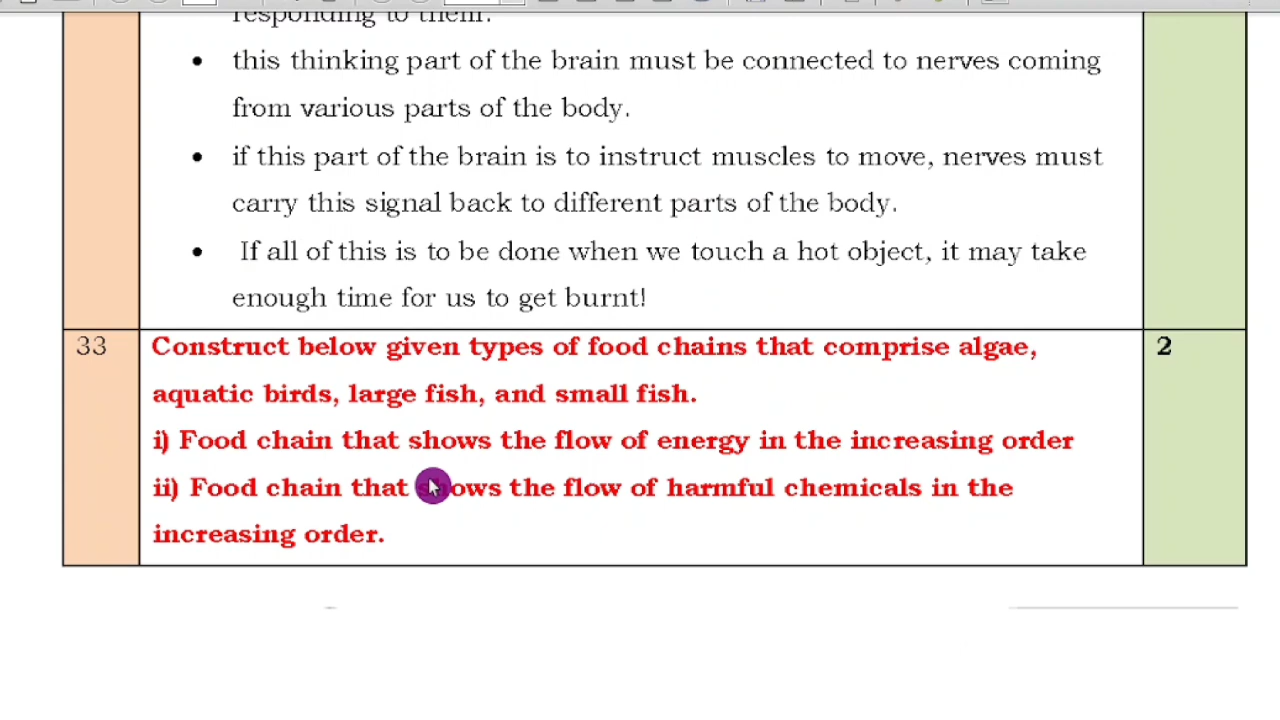 responding to them.
• this thinking part of the brain must be connected to nerves coming
from various parts of the body.
• if this part of the brain is to instruct muscles to move, nerves must
carry this signal back to different parts of the body.
• If all of this is to be done when we touch a hot object, it may take
enough time for us to get burnt!
33 Construct below given types of food chains that comprise algae, 2
aquatic birds, large fish, and small fish.
i) Food chain that shows the flow of energy in the increasing order
ii) Food chain that shows the flow of harmful chemicals in the
increasing order.